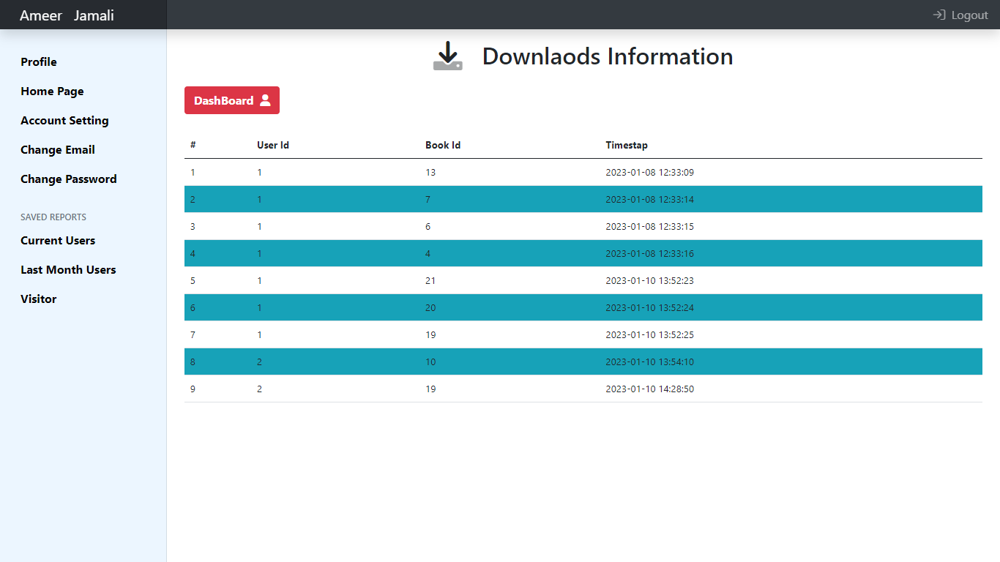 Ameer Jamali
Logout
Profile
Home Page
Account Setting
Change Email
Change Password
SAVED REPORTS
Current Users
Last Month Users
Visitor
Downlaods Information
DashBoard
# User Id Book Id Timestap
1 1 13 2023-01-08 12:33:09
2 1 7 2023-01-08 12:33:14
3 1 6 2023-01-08 12:33:15
4 1 4 2023-01-08 12:33:16
5 1 21 2023-01-10 13:52:23
6 1 20 2023-01-10 13:52:24
7 1 19 2023-01-10 13:52:25
8 2 10 2023-01-10 13:54:10
9 2 19 2023-01-10 14:28:50